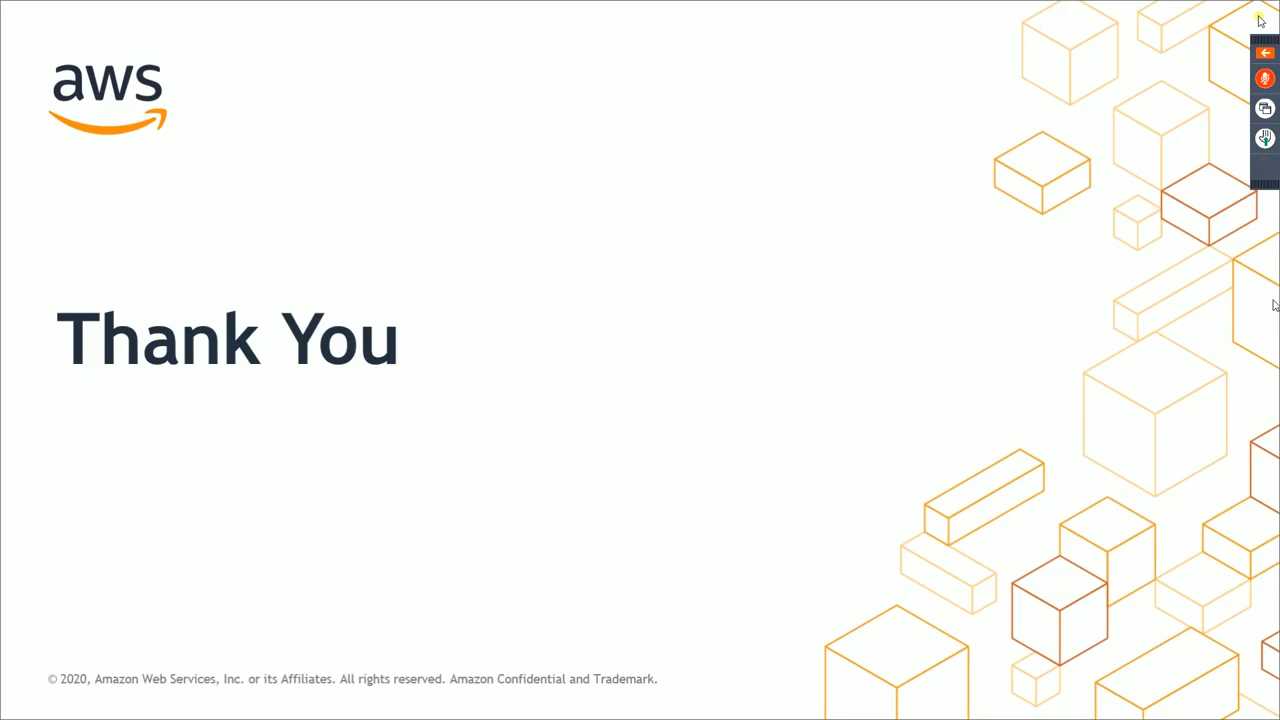 aws
Thank You
© 2020, Amazon Web Services, Inc. or its Affiliates. All rights reserved. Amazon Confidential and Trademark.